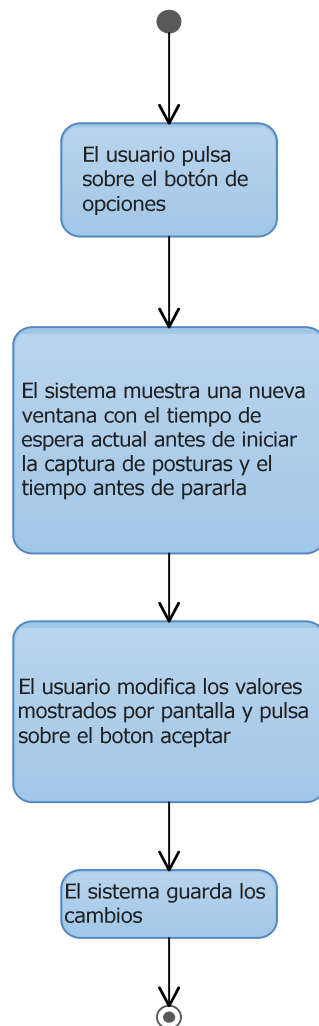 El usuario pulsa
sobre el botón de
opciones
El sistema muestra una nueva
ventana con el tiempo de
espera actual antes de iniciar
la captura de posturas y el
tiempo antes de pararla
El usuario modifica los valores
mostrados por pantalla y pulsa
sobre el boton aceptar
El sistema guarda los
cambios